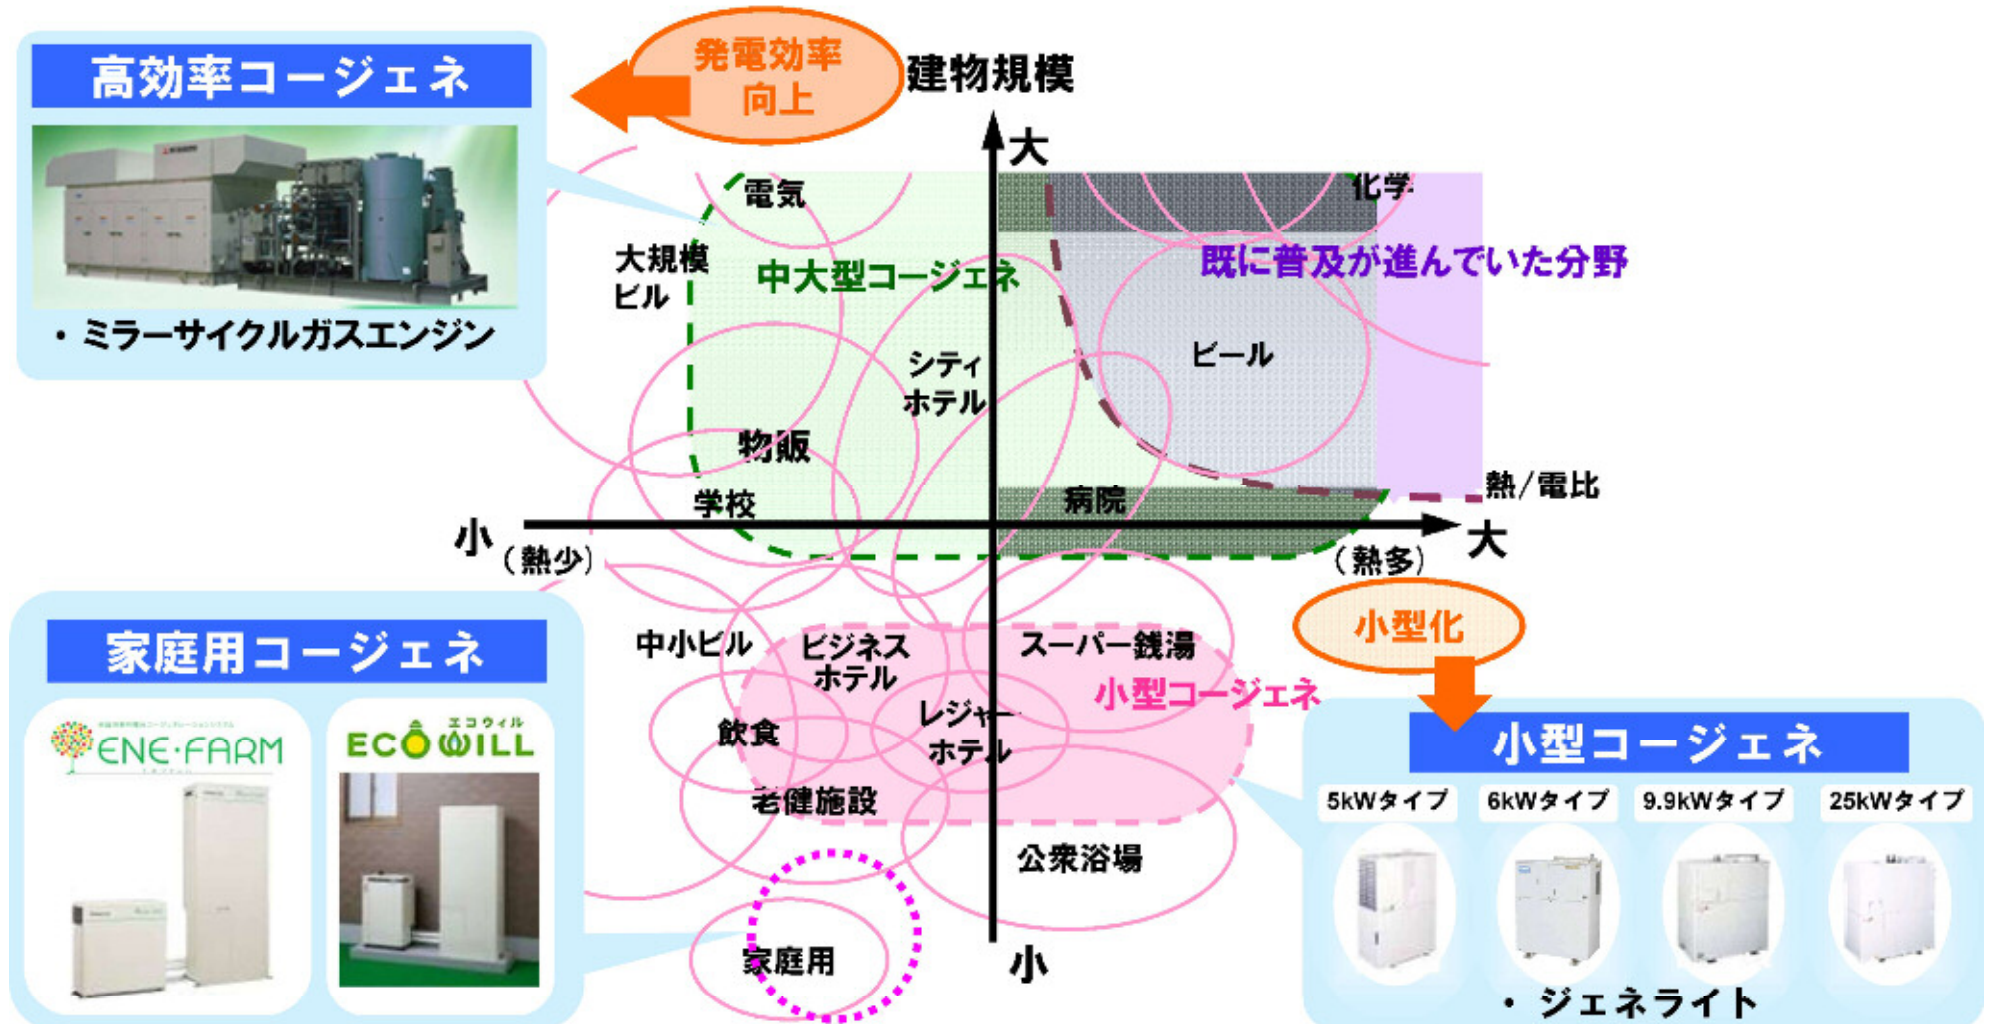 高効率コージェネ
・ ミラーサイクルガスエンジン
発電効率
向上
建物規模
大
電気
化学
大規模
ビル
中大型コージェネ
既に普及が進んでいた分野
シティ
ホテル
ビール
物販
学校
病院
熱/電比
小
(熱少)
(熱多)
大
小型化
家庭用コージェネ
ENE・FARM
エコウィル
ECO WILL
中小ビル
ビジネス
ホテル
スーパー銭湯
小型コージェネ
飲食
レジャー
ホテル
老健施設
公衆浴場
家庭用
小
小型コージェネ
5kWタイプ
6kWタイプ
9.9kWタイプ
25kWタイプ
・ ジェネライト